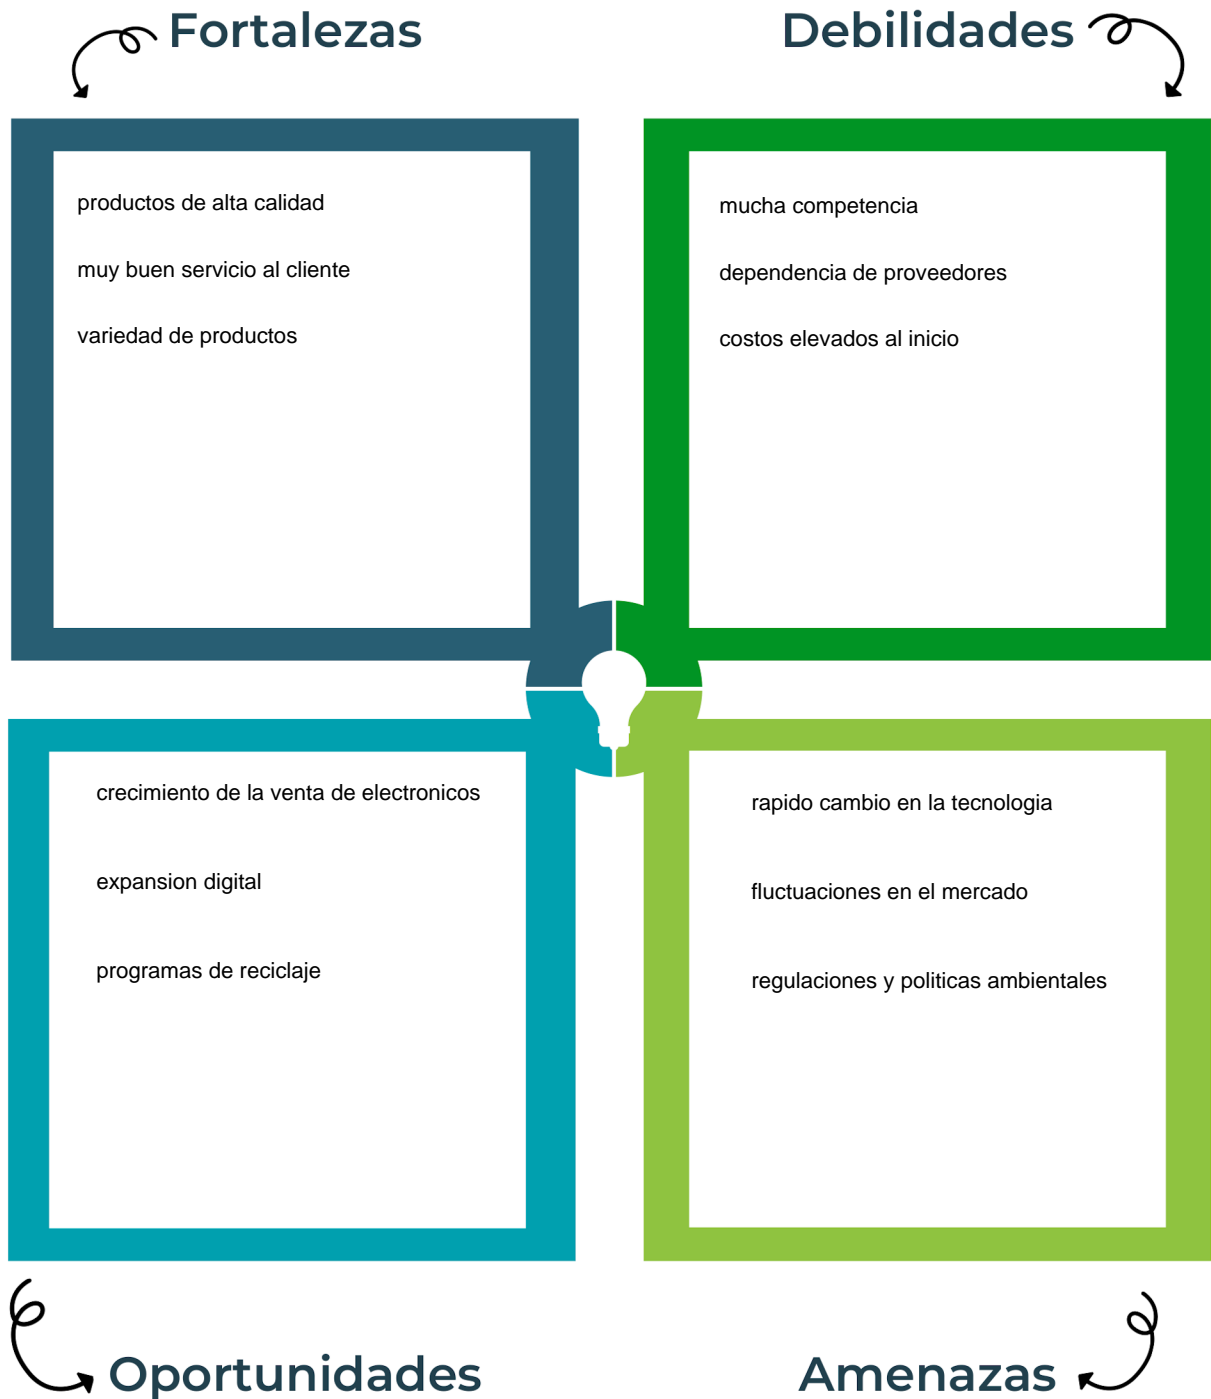 Fortalezas
productos de alta calidad
muy buen servicio al cliente
variedad de productos
Debilidades
mucha competencia
dependencia de proveedores
costos elevados al inicio
crecimiento de la venta de electronicos
expansion digital
programas de reciclaje
Oportunidades
rapido cambio en la tecnologia
fluctuaciones en el mercado
regulaciones y politicas ambientales
Amenazas